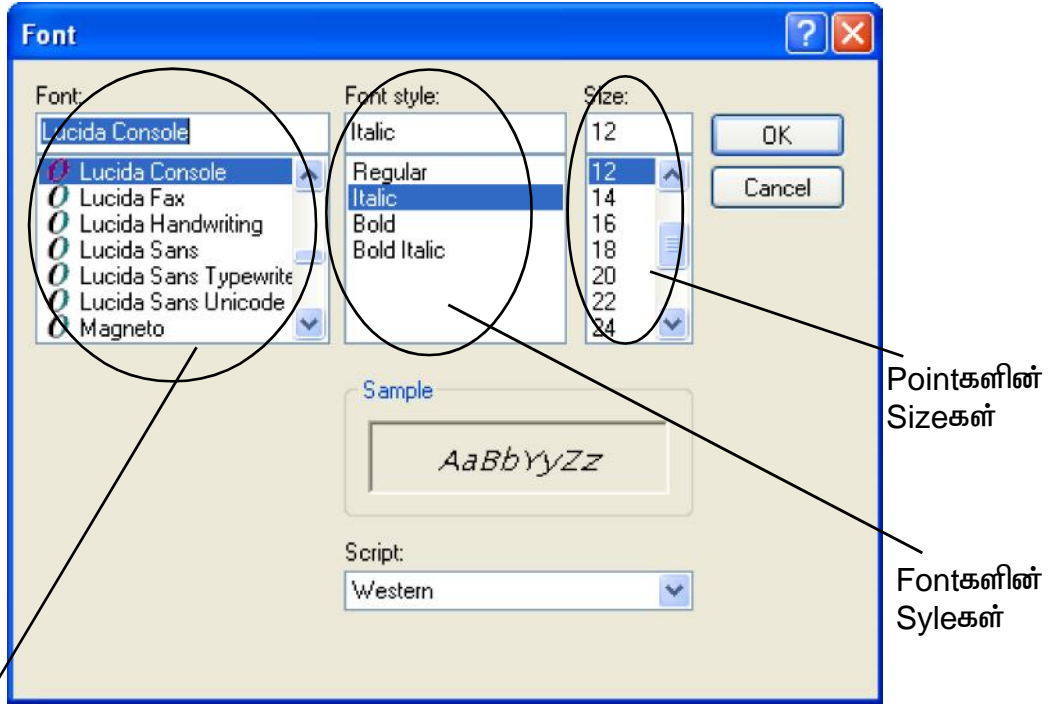 Font
Font:
Font style:
Size:
Lucida Console
Italic
12
OK
Cancel
Lucida Console
Lucida Fax
Lucida Handwriting
Lucida Sans
Lucida Sans Typewrite
Lucida Sans Unicode
Magneto
Regular
Italic
Bold
Bold Italic
12
14
16
18
20
22
24
Sample
AaBbYyZz
Script:
Western
Pointகளின்
Sizeகள்
Fontகளின்
Syleகள்